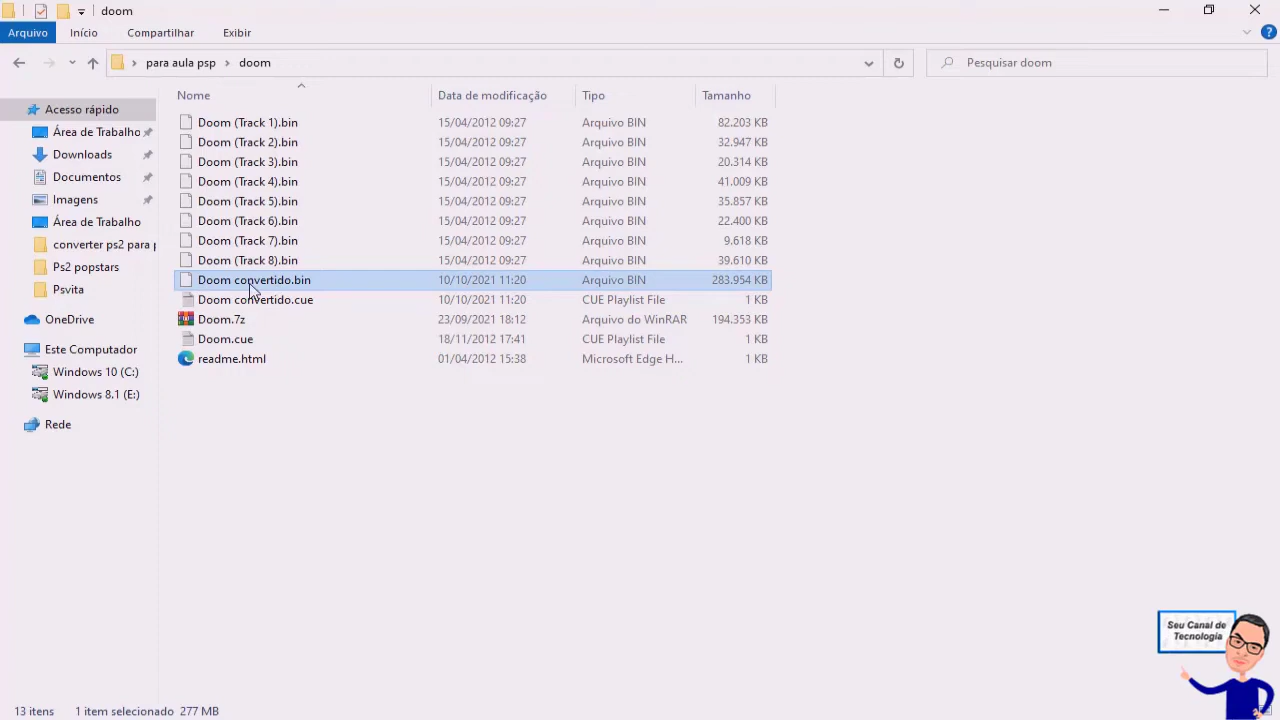 doom
Arquivo
Início
Compartilhar
Exibir
?
para aula psp › doom
Pesquisar doom
Nome
Data de modificação
Tipo
Tamanho
Acesso rápido
Área de Trabalho
Downloads
Documentos
Imagens
Área de Trabalho
converter ps2 para p
Ps2 popstars
Psvita
OneDrive
Este Computador
Windows 10 (C:)
Windows 8.1 (E:)
Rede
Doom (Track 1).bin 15/04/2012 09:27 Arquivo BIN 82.203 KB
Doom (Track 2).bin 15/04/2012 09:27 Arquivo BIN 32.947 KB
Doom (Track 3).bin 15/04/2012 09:27 Arquivo BIN 20.314 KB
Doom (Track 4).bin 15/04/2012 09:27 Arquivo BIN 41.009 KB
Doom (Track 5).bin 15/04/2012 09:27 Arquivo BIN 35.857 KB
Doom (Track 6).bin 15/04/2012 09:27 Arquivo BIN 22.400 KB
Doom (Track 7).bin 15/04/2012 09:27 Arquivo BIN 9.618 KB
Doom (Track 8).bin 15/04/2012 09:27 Arquivo BIN 39.610 KB
Doom convertido.bin 10/10/2021 11:20 Arquivo BIN 283.954 KB
Doom convertido.cue 10/10/2021 11:20 CUE Playlist File 1 KB
Doom.7z 23/09/2021 18:12 Arquivo do WinRAR 194.353 KB
Doom.cue 18/11/2012 17:41 CUE Playlist File 1 KB
readme.html 01/04/2012 15:38 Microsoft Edge H... 1 KB
Seu Canal de
Tecnologia
13 itens
1 item selecionado 277 MB